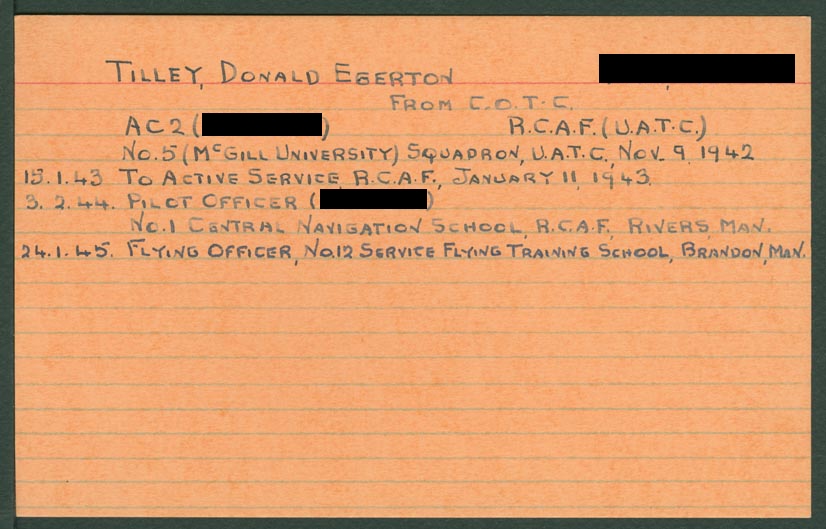 TILLEY, DONALD EGERTON
FROM C.O.T.C.
AC2 ( ) R.C.A.F. (U.A.T.C.)
No. 5 (McGILL UNIVERSITY) SQUADRON, U.A.T.C., NOV. 9, 1942
15.1.43 TO ACTIVE SERVICE, R.C.A.F., JANUARY 11, 1943.
3.2.44. PILOT OFFICER ( )
No. 1 CENTRAL NAVIGATION SCHOOL, R.C.A.F., RIVERS, MAN.
24.1.45. FLYING OFFICER, No. 12 SERVICE FLYING TRAINING SCHOOL, BRANDON, MAN.